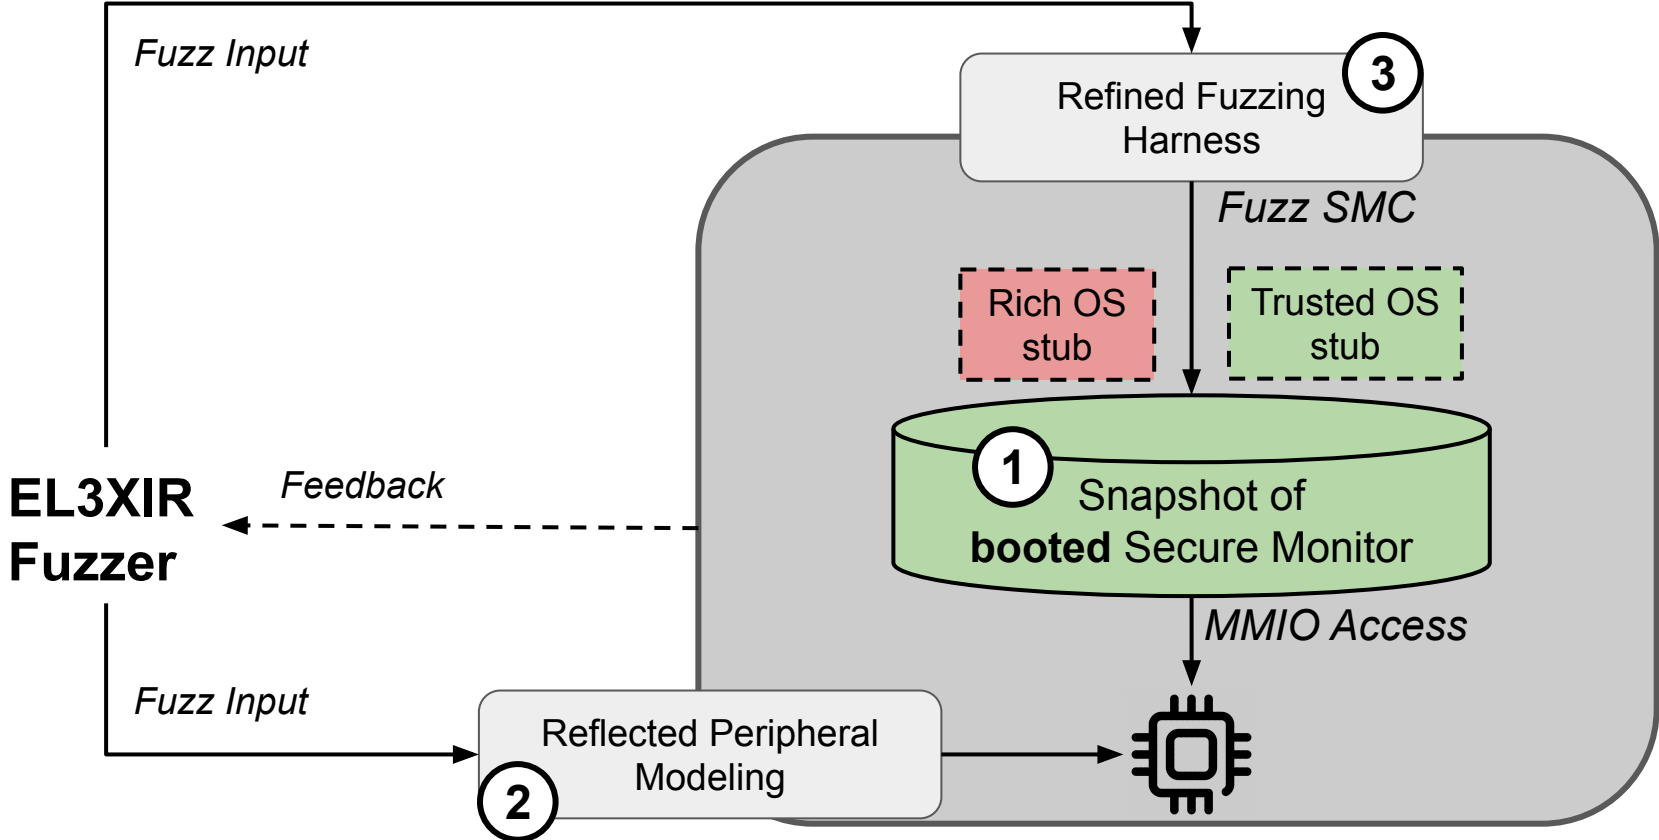 Fuzz Input
3
Refined Fuzzing
Harness
Fuzz SMC
Rich OS
stub
Trusted OS
stub
1
Snapshot of
booted Secure Monitor
EL3XIR
Fuzzer
Feedback
MMIO Access
Fuzz Input
Reflected Peripheral
Modeling
2